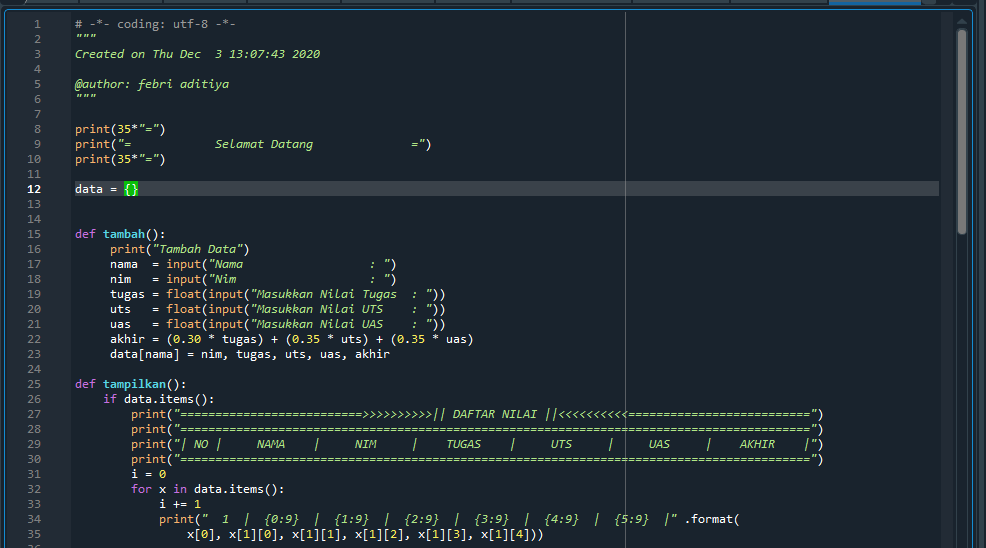 1 # -*- coding: utf-8 -*-
2 """
3 Created on Thu Dec  3 13:07:43 2020
4
5 @author: febri aditiya
6 """
7
8 print(35*"=")
9 print("=            Selamat Datang              =")
10 print(35*"=")
11
12 data = {}
13
14
15 def tambah():
16      print("Tambah Data")
17      nama  = input("Nama                  : ")
18      nim   = input("Nim                   : ")
19      tugas = float(input("Masukkan Nilai Tugas  : "))
20      uts   = float(input("Masukkan Nilai UTS    : "))
21      uas   = float(input("Masukkan Nilai UAS    : "))
22      akhir = (0.30 * tugas) + (0.35 * uts) + (0.35 * uas)
23      data[nama] = nim, tugas, uts, uas, akhir
24
25 def tampilkan():
26     if data.items():
27         print("==========================>>>>>>>>>>|| DAFTAR NILAI ||<<<<<<<<<<==========================")
28         print("==========================================================================================")
29         print("| NO |     NAMA    |     NIM     |    TUGAS    |     UTS     |     UAS     |    AKHIR    |")
30         print("==========================================================================================")
31         i = 0
32         for x in data.items():
33             i += 1
34             print("  1  |  {0:9}  |  {1:9}  |  {2:9}  |  {3:9}  |  {4:9}  |  {5:9}  |" .format(
35                 x[0], x[1][0], x[1][1], x[1][2], x[1][3], x[1][4]))